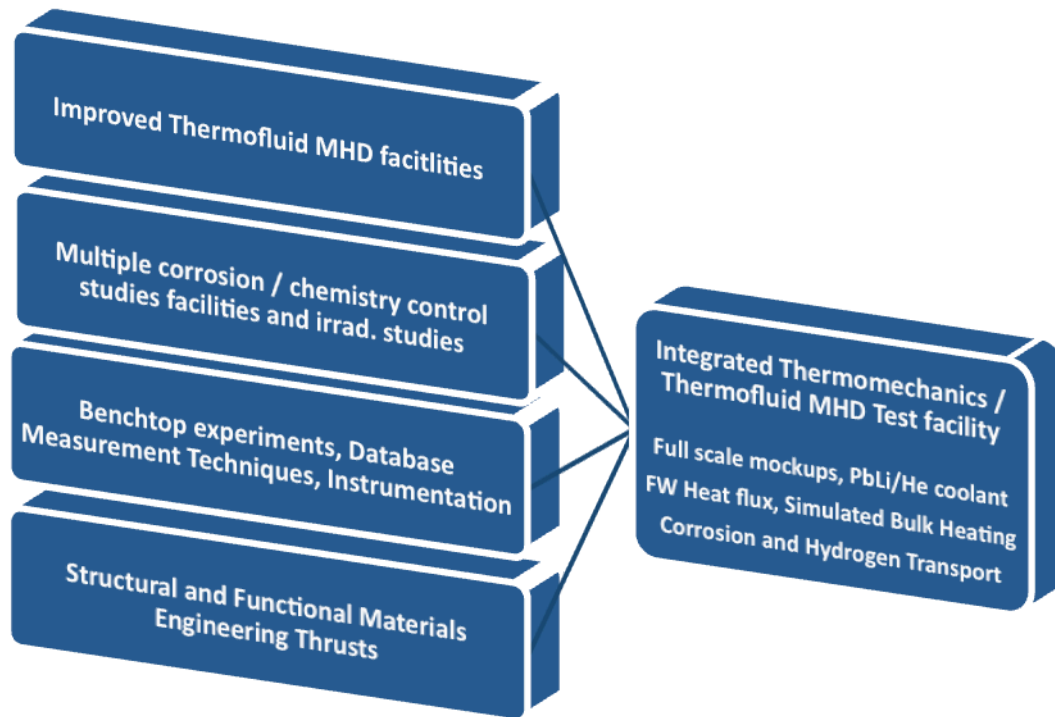 Improved Thermofluid MHD facitlities
Multiple corrosion / chemistry control
studies facilities and irrad. studies
Benchtop experiments, Database
Measurement Techniques, Instrumentation
Structural and Functional Materials
Engineering Thrusts
Integrated Thermomechanics /
Thermofluid MHD Test facility
Full scale mockups, PbLi/He coolant
FW Heat flux, Simulated Bulk Heating
Corrosion and Hydrogen Transport